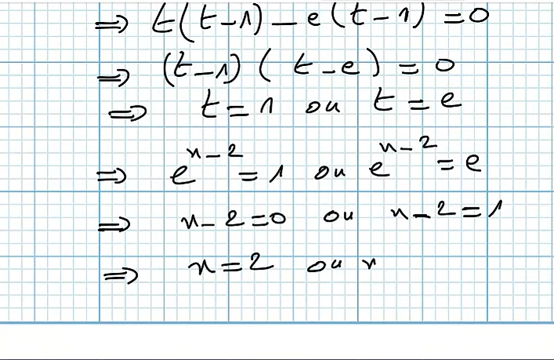 ⇒ t(t-1) - e(t-1) = 0
⇒ (t-1)(t-e) = 0
⇒ t = 1 ou t = e
⇒ e^{x-2} = 1 ou e^{x-2} = e
⇒ x-2=0 ou x-2=1
⇒ x=2 ou